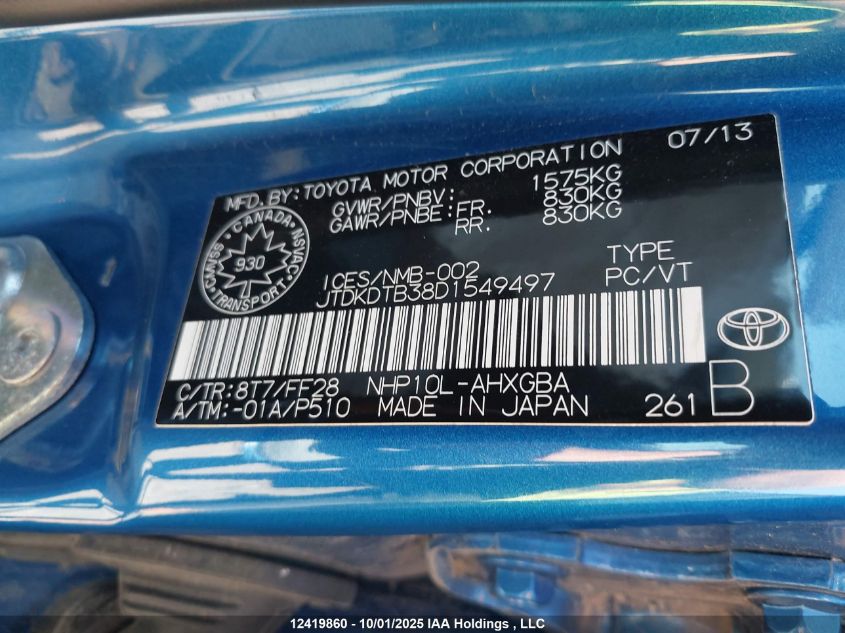 MFD. BY: TOYOTA MOTOR CORPORATION 07/13
GVWR/PNBV: 1575KG
GAWR/PNBE: FR. 830KG
RR. 830KG
CANADA
930
TRANSPORT
CMVSS NSVAC
ICES/NMB-002 TYPE
JTDKDTB38D1549497 PC/VT
C/TR: 8T7/FF28 NHP10L-AHXGBA
A/TM: -01A/P510 MADE IN JAPAN 261 B
12419860 - 10/01/2025 IAA Holdings , LLC